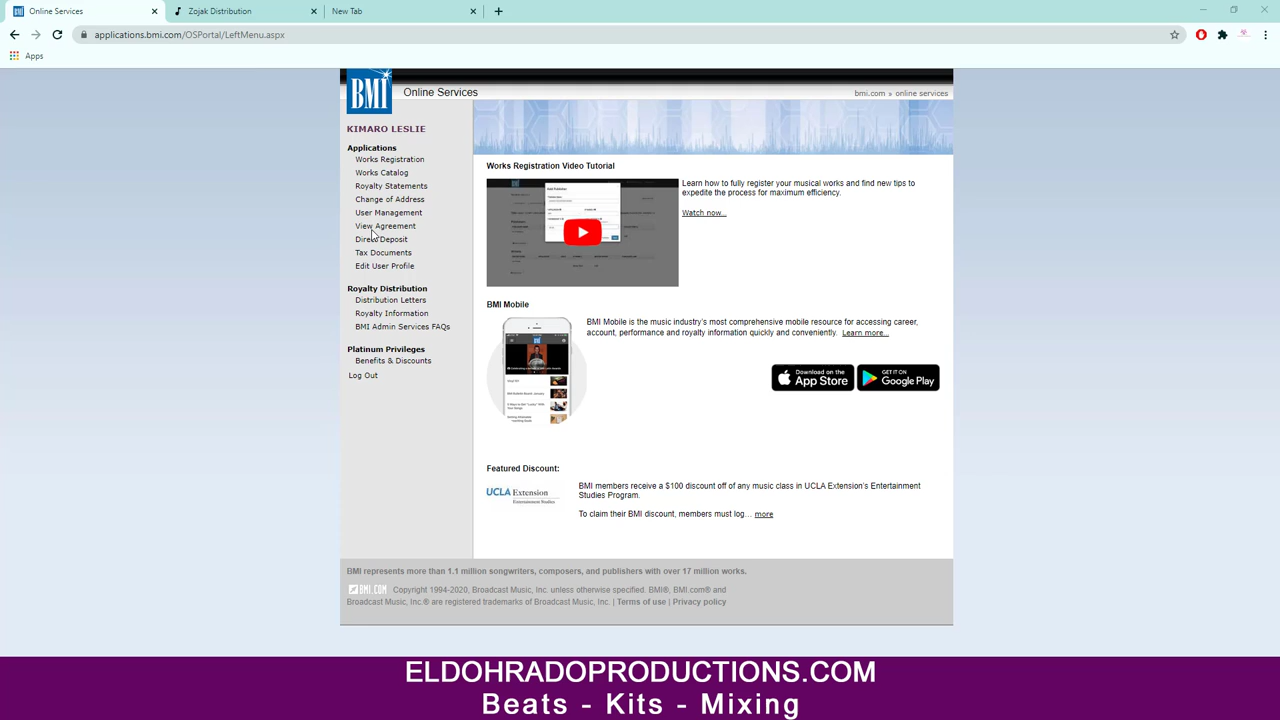 Online Services
Zojak Distribution
New Tab
applications.bmi.com/OSPortal/LeftMenu.aspx
Apps
BMI
Online Services
bmi.com » online services
KIMARO LESLIE
Applications
Works Registration
Works Catalog
Royalty Statements
Change of Address
User Management
View Agreement
Direct Deposit
Tax Documents
Edit User Profile
Royalty Distribution
Distribution Letters
Royalty Information
BMI Admin Services FAQs
Platinum Privileges
Benefits & Discounts
Log Out
Works Registration Video Tutorial
Learn how to fully register your musical works and find new tips to
expedite the process for maximum efficiency.
Watch now...
BMI Mobile
BMI Mobile is the music industry's most comprehensive mobile resource for accessing career,
account, performance and royalty information quickly and conveniently. Learn more...
Download on the
App Store
GET IT ON
Google Play
Featured Discount:
UCLA Extension
Entertainment Studies
BMI members receive a $100 discount off of any music class in UCLA Extension's Entertainment
Studies Program.
To claim their BMI discount, members must log... more
BMI represents more than 1.1 million songwriters, composers, and publishers with over 17 million works.
BMI.COM
Copyright 1994-2020, Broadcast Music, Inc. unless otherwise specified. BMI®, BMI.com® and
Broadcast Music, Inc.® are registered trademarks of Broadcast Music, Inc. | Terms of use | Privacy policy
ELDOHRADOPRODUCTIONS.COM
Beats - Kits - Mixing